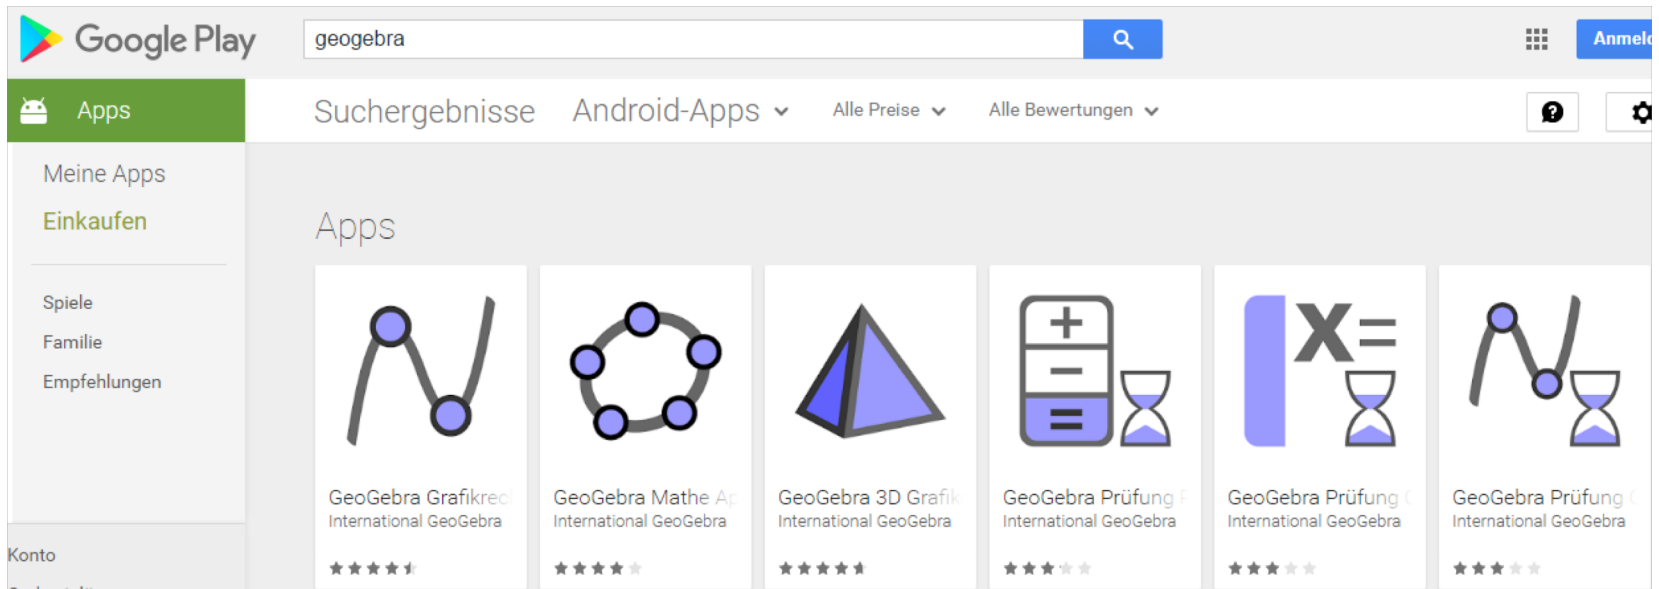 Google Play
geogebra
Anmeld
Apps
Suchergebnisse
Android-Apps
Alle Preise
Alle Bewertungen
Meine Apps
Einkaufen
Spiele
Familie
Empfehlungen
Konto
Apps
GeoGebra Grafikrec
International GeoGebra
GeoGebra Mathe Ap
International GeoGebra
GeoGebra 3D Grafik
International GeoGebra
GeoGebra Prüfung
International GeoGebra
GeoGebra Prüfung
International GeoGebra
GeoGebra Prüfung
International GeoGebra